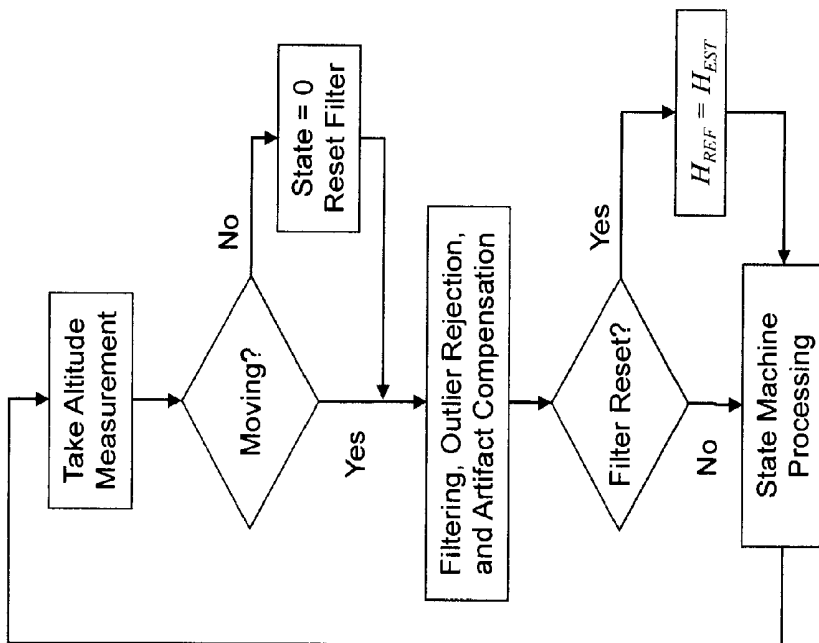 Take Altitude
Measurement
Moving?
No
State = 0
Reset Filter
Yes
Filtering, Outlier Rejection,
and Artifact Compensation
Filter Reset?
Yes
H_REF = H_EST
No
State Machine
Processing